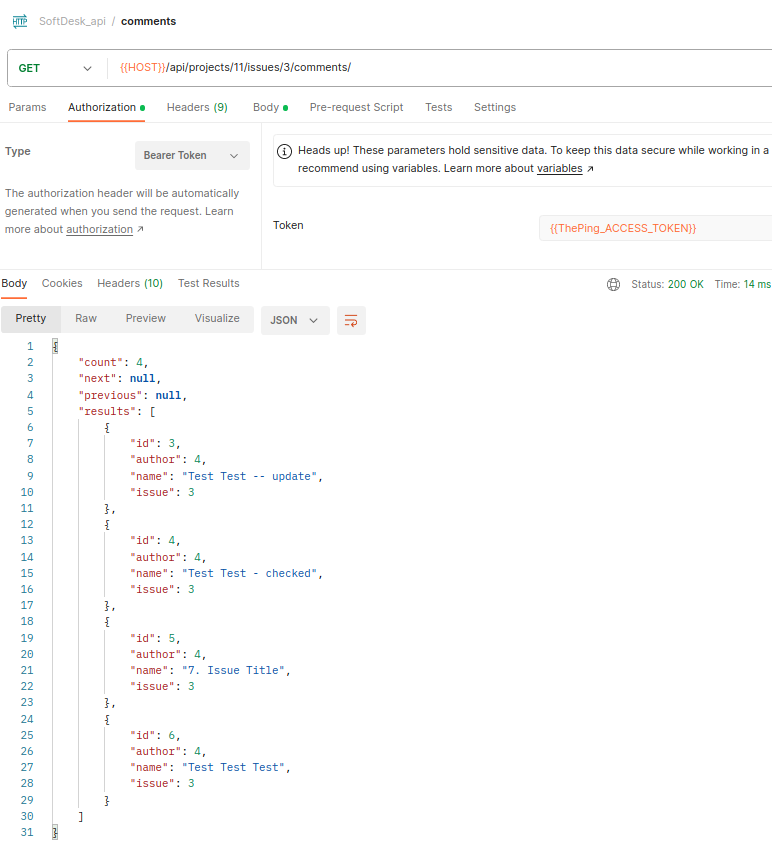 HTTP SoftDesk_api / comments
GET {{HOST}}/api/projects/11/issues/3/comments/
Params Authorization Headers (9) Body Pre-request Script Tests Settings
Type
Bearer Token
The authorization header will be automatically
generated when you send the request. Learn
more about authorization ↗
Heads up! These parameters hold sensitive data. To keep this data secure while working in a
recommend using variables. Learn more about variables ↗
Token
{{ThePing_ACCESS_TOKEN}}
Body Cookies Headers (10) Test Results Status: 200 OK Time: 14 ms
Pretty Raw Preview Visualize JSON
1 {
2 "count": 4,
3 "next": null,
4 "previous": null,
5 "results": [
6 {
7 "id": 3,
8 "author": 4,
9 "name": "Test Test -- update",
10 "issue": 3
11 },
12 {
13 "id": 4,
14 "author": 4,
15 "name": "Test Test - checked",
16 "issue": 3
17 },
18 {
19 "id": 5,
20 "author": 4,
21 "name": "7. Issue Title",
22 "issue": 3
23 },
24 {
25 "id": 6,
26 "author": 4,
27 "name": "Test Test Test",
28 "issue": 3
29 }
30 ]
31 }